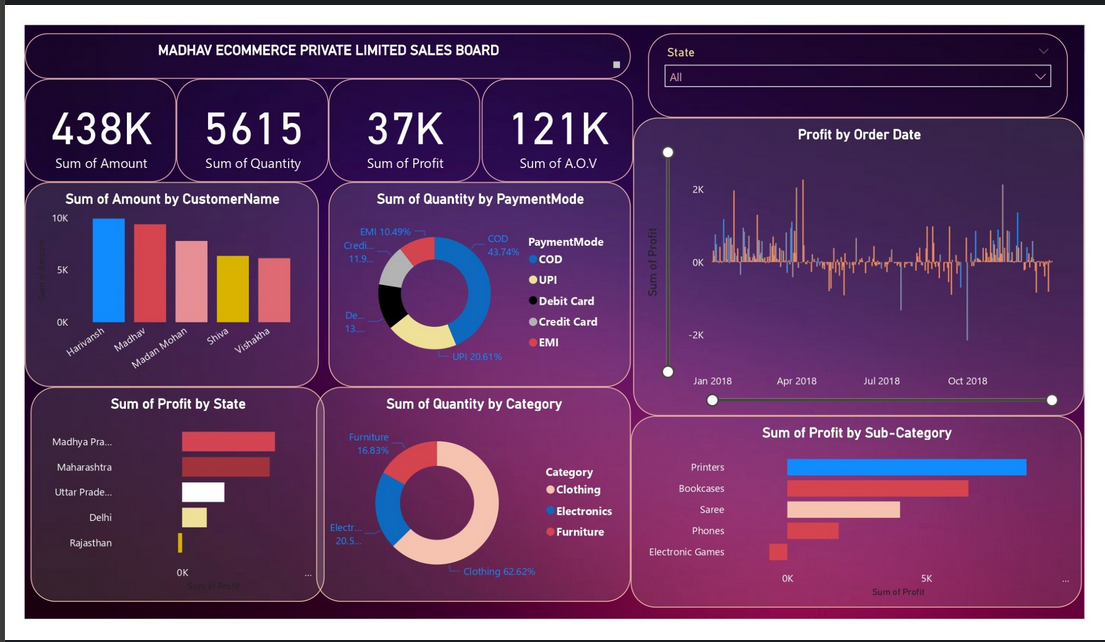 MADHAV ECOMMERCE PRIVATE LIMITED SALES BOARD
State
All
438K
Sum of Amount
5615
Sum of Quantity
37K
Sum of Profit
121K
Sum of A.O.V
Sum of Amount by CustomerName
10K
5K
0K
Harivansh
Madhav
Madan Mohan
Shiva
Vishakha
Sum of Quantity by PaymentMode
EMI 10.49%
Credi...
11.9...
De...
13....
COD
43.74%
UPI 20.61%
PaymentMode
COD
UPI
Debit Card
Credit Card
EMI
Profit by Order Date
Sum of Profit
2K
0K
-2K
Jan 2018
Apr 2018
Jul 2018
Oct 2018
Sum of Profit by State
Madhya Pra...
Maharashtra
Uttar Prade...
Delhi
Rajasthan
0K
...
Sum of Profit
Sum of Quantity by Category
Furniture
16.83%
Electr...
20.5...
Clothing 62.62%
Category
Clothing
Electronics
Furniture
Sum of Profit by Sub-Category
Printers
Bookcases
Saree
Phones
Electronic Games
0K
5K
...
Sum of Profit